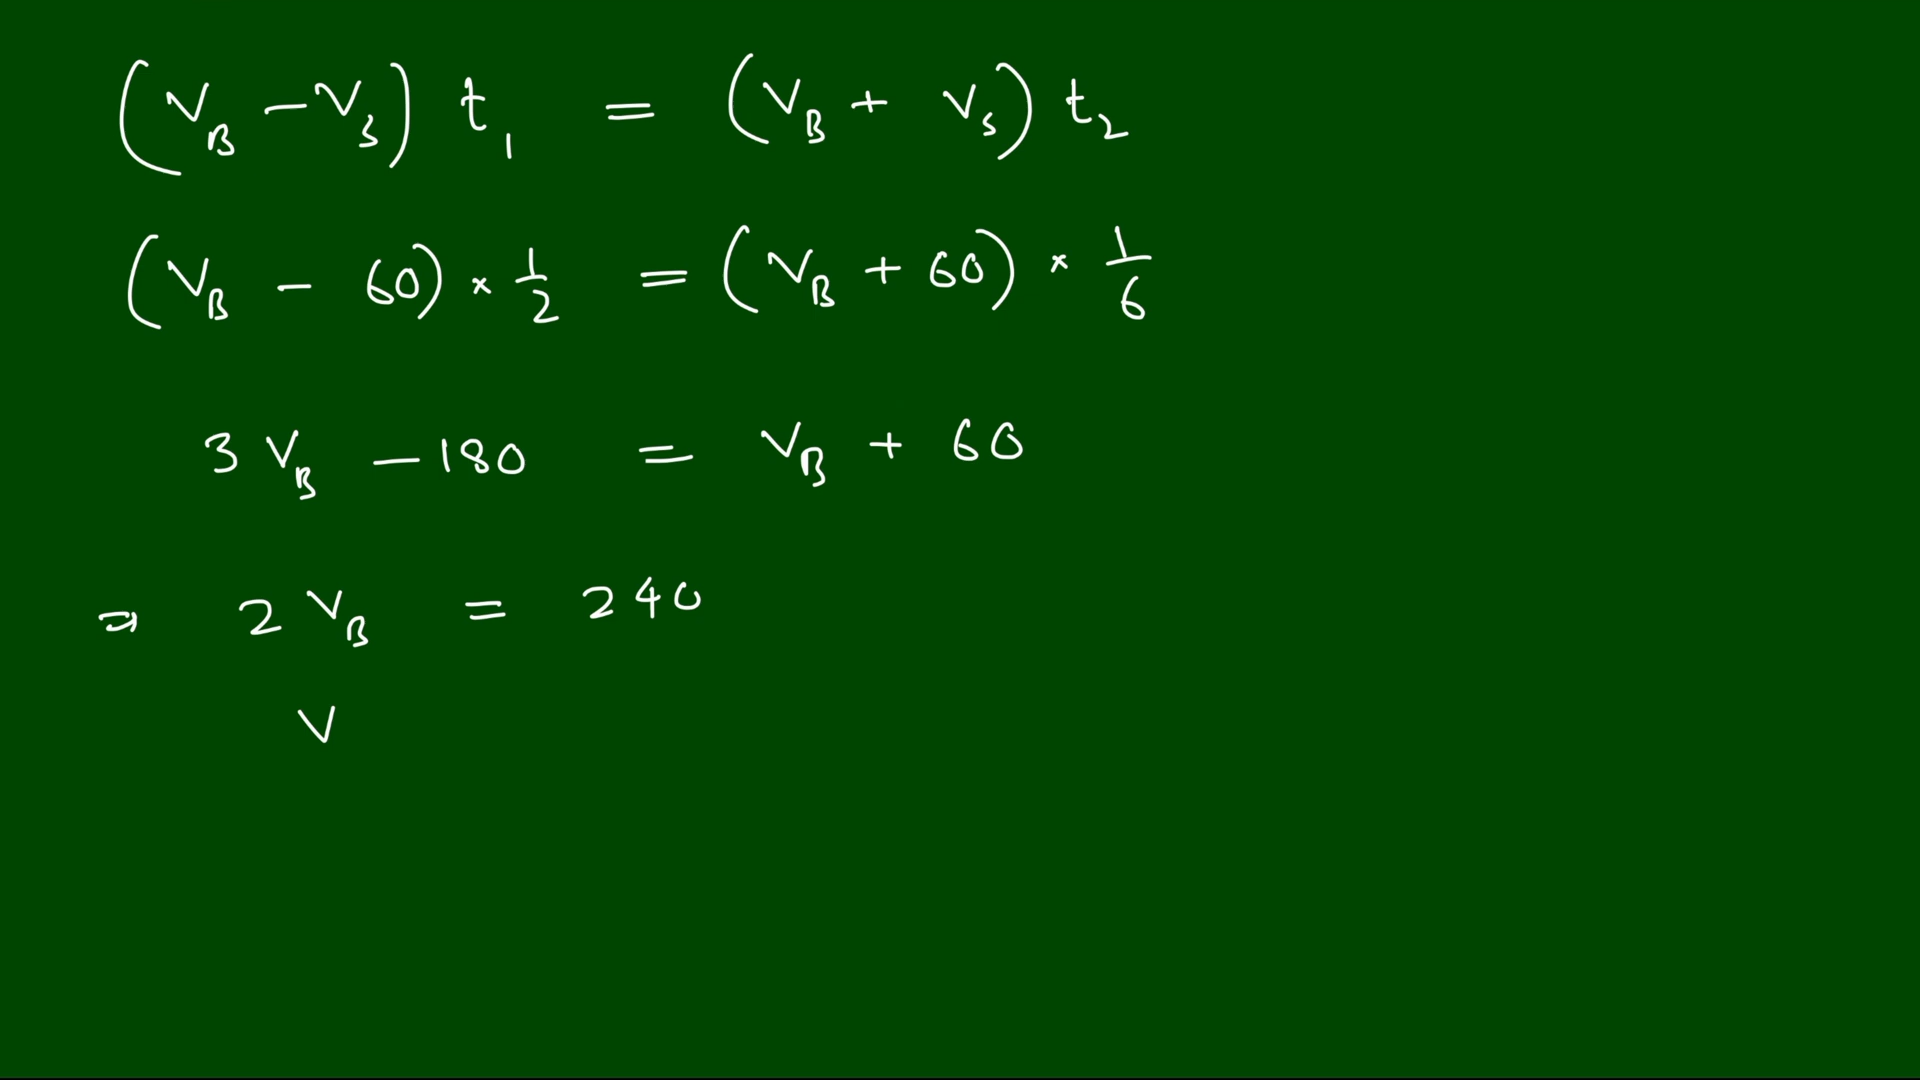 (V_B - V_s) t_1 = (V_B + V_s) t_2
(V_B - 60) × 1/2 = (V_B + 60) × 1/6
3 V_B - 180 = V_B + 60
⇒ 2 V_B = 240
V